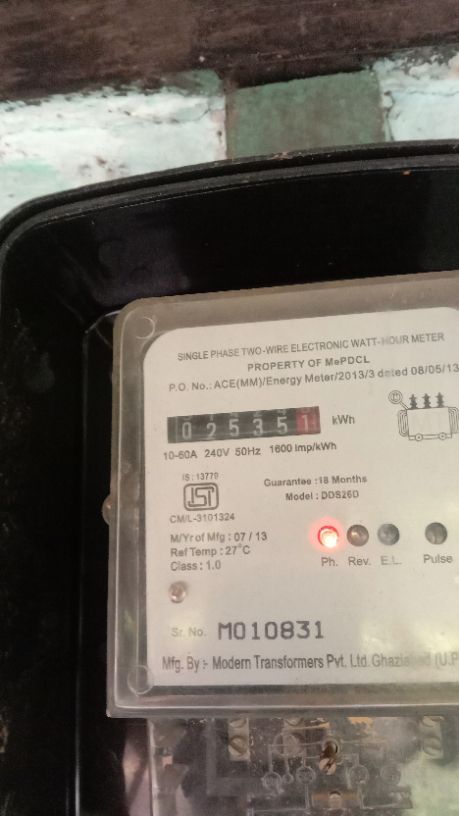 SINGLE PHASE TWO-WIRE ELECTRONIC WATT-HOUR METER
PROPERTY OF MePDCL
P.O. No.: ACE(MM)/Energy Meter/2013/3 dated 08/05/13
025351 kWh
10-60A 240V 50Hz 1600 imp/kWh
IS : 13779
Guarantee :18 Months
Model : DDS26D
CM/L-3101324
M/Yr of Mfg : 07 / 13
Ref Temp : 27°C
Class : 1.0
Ph. Rev. E.L. Pulse
Sr. No. M010831
Mfg. By :- Modern Transformers Pvt. Ltd. Ghaziabad (U.P